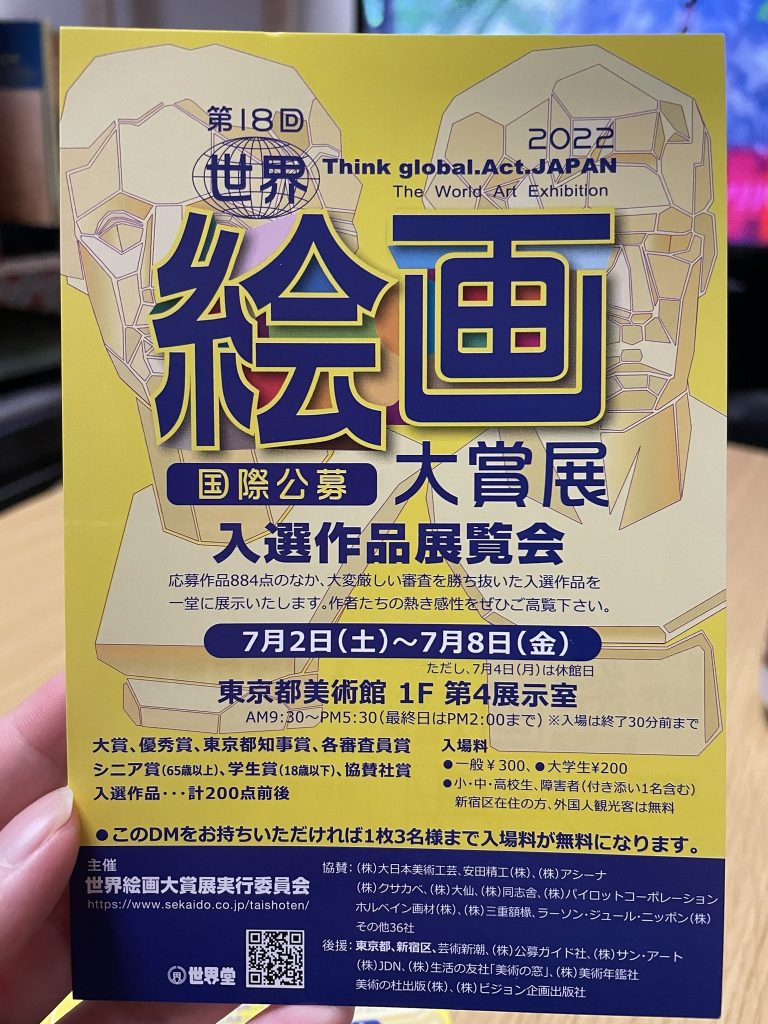 第18回
2022
世界
Think global.Act.JAPAN
The World Art Exhibition
絵画
国際公募
大賞展
入選作品展覧会
応募作品884点のなか、大変厳しい審査を勝ち抜いた入選作品を
一堂に展示いたします。作者たちの熱き感性をぜひご高覧下さい。
7月2日(土)～7月8日(金)
ただし、7月4日(月)は休館日
東京都美術館 1F 第4展示室
AM9:30～PM5:30(最終日はPM2:00まで) ※入場は終了30分前まで
大賞、優秀賞、東京都知事賞、各審査員賞
シニア賞(65歳以上)、学生賞(18歳以下)、協賛社賞
入選作品･･･計200点前後
入場料
●一般¥300、●大学生¥200
●小・中・高校生、障害者(付き添い1名含む)
新宿区在住の方、外国人観光客は無料
●このDMをお持ちいただければ1枚3名様まで入場料が無料になります。
主催
世界絵画大賞展実行委員会
https://www.sekaido.co.jp/taishoten/
世界堂
協賛：(株)大日本美術工芸、安田精工(株)、(株)アシーナ
(株)クサカベ、(株)大仙、(株)同志舎、(株)パイロットコーポレーション
ホルベイン画材(株)、(株)三重額椽、ラーソン・ジュール・ニッポン(株)
その他36社
後援：東京都、新宿区、芸術新潮、(株)公募ガイド社、(株)サン・アート
(株)JDN、(株)生活の友社「美術の窓」、(株)美術年鑑社
美術の杜出版(株)、(株)ビジョン企画出版社